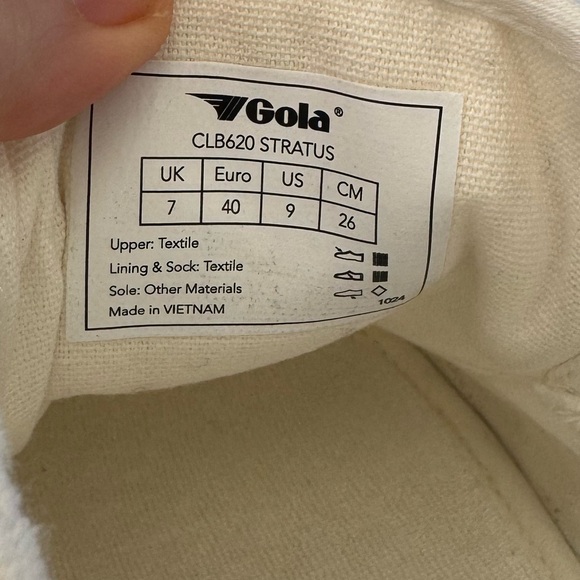 Gola®
CLB620 STRATUS
UK Euro US CM
7 40 9 26
Upper: Textile
Lining & Sock: Textile
Sole: Other Materials
Made in VIETNAM
1024